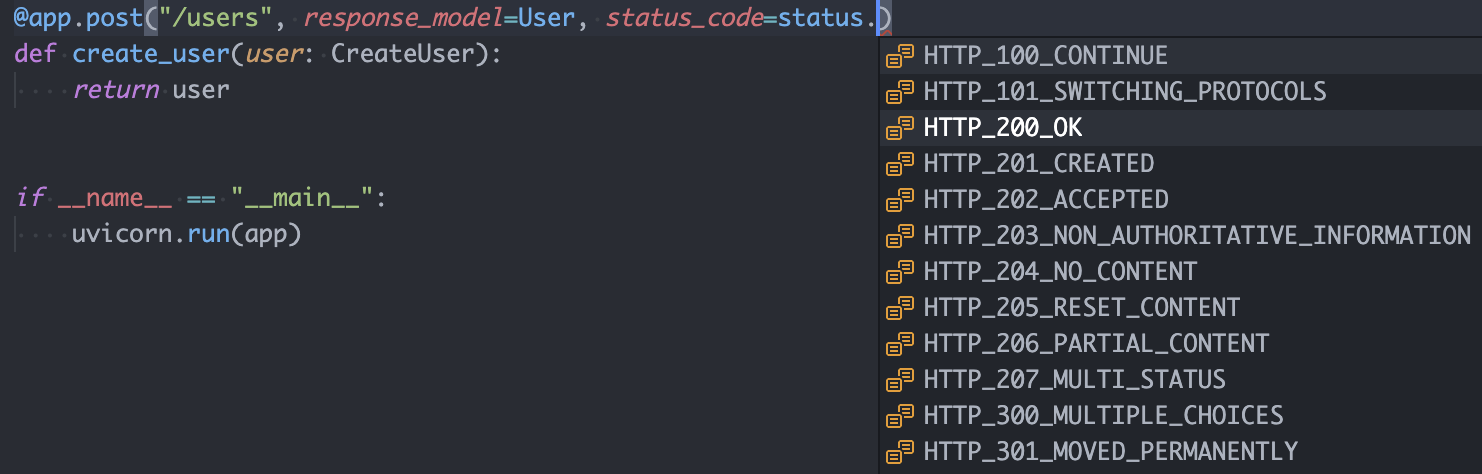 @app.post("/users", response_model=User, status_code=status.)
def create_user(user: CreateUser):
    return user
if __name__ == "__main__":
    uvicorn.run(app)
HTTP_100_CONTINUE
HTTP_101_SWITCHING_PROTOCOLS
HTTP_200_OK
HTTP_201_CREATED
HTTP_202_ACCEPTED
HTTP_203_NON_AUTHORITATIVE_INFORMATION
HTTP_204_NO_CONTENT
HTTP_205_RESET_CONTENT
HTTP_206_PARTIAL_CONTENT
HTTP_207_MULTI_STATUS
HTTP_300_MULTIPLE_CHOICES
HTTP_301_MOVED_PERMANENTLY